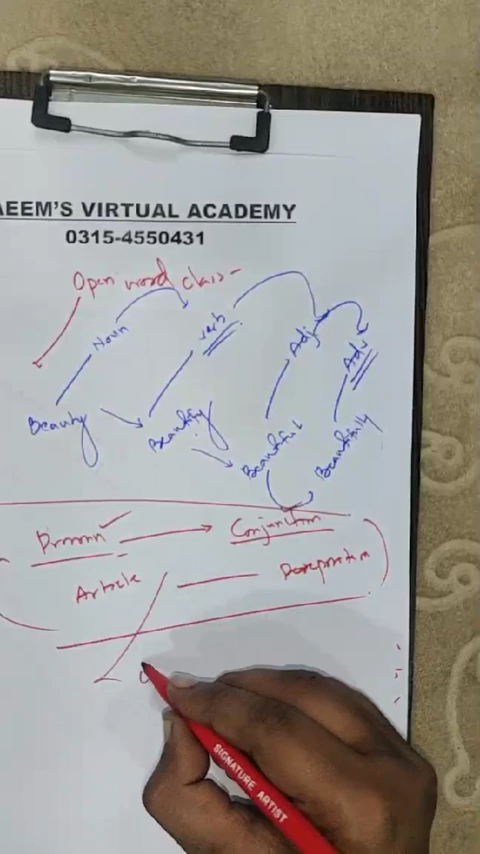 AEEM'S VIRTUAL ACADEMY
0315-4550431
Open word class
Noun verb Adj Adv
Beauty Beautify Beautiful Beautifully
Pronoun Conjunction
Article Preposition
SIGNATURE ARTIST